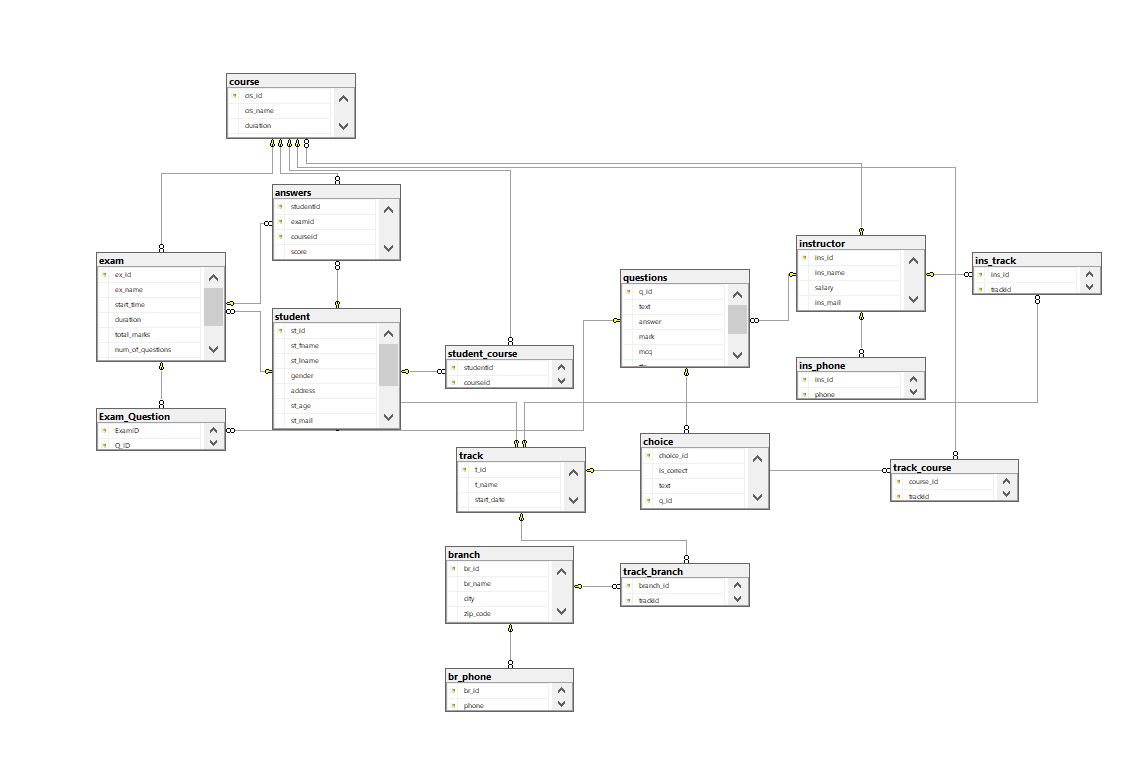 course
crs_id
crs_name
duration
answers
studentid
examid
courseid
score
exam
ex_id
ex_name
start_time
duration
total_marks
num_of_questions
student
st_id
st_fname
st_lname
gender
address
st_age
st_mail
Exam_Question
ExamID
Q_ID
student_course
studentid
courseid
questions
q_id
text
answer
mark
mcq
instructor
ins_id
ins_name
salary
ins_mail
ins_track
ins_id
trackid
ins_phone
ins_id
phone
track
t_id
t_name
start_date
choice
choice_id
is_correct
text
q_id
track_course
course_id
trackid
branch
br_id
br_name
city
zip_code
track_branch
branch_id
trackid
br_phone
br_id
phone